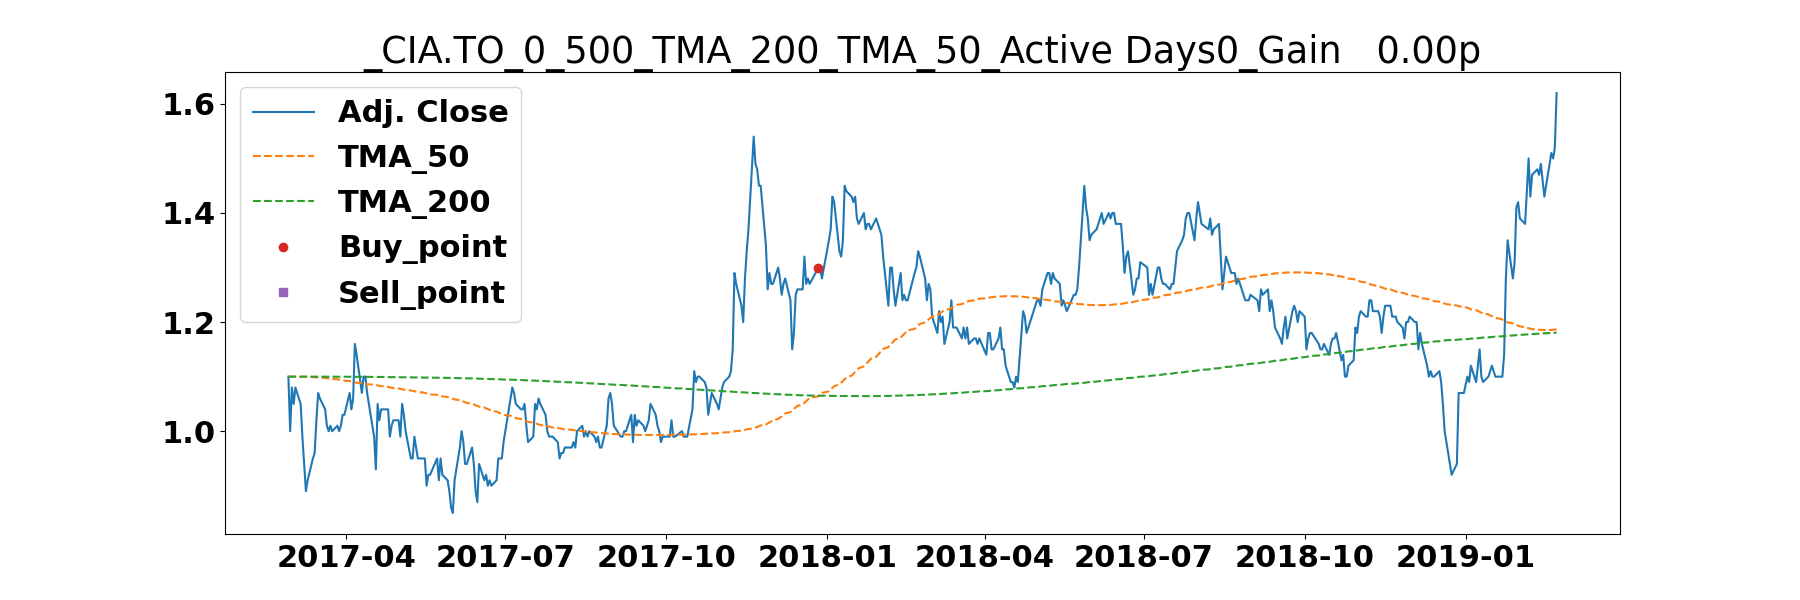 _CIA.TO_0_500_TMA_200_TMA_50_Active Days0_Gain   0.00p
1.6
1.4
1.2
1.0
Adj. Close
TMA_50
TMA_200
Buy_point
Sell_point
2017-04 2017-07 2017-10 2018-01 2018-04 2018-07 2018-10 2019-01